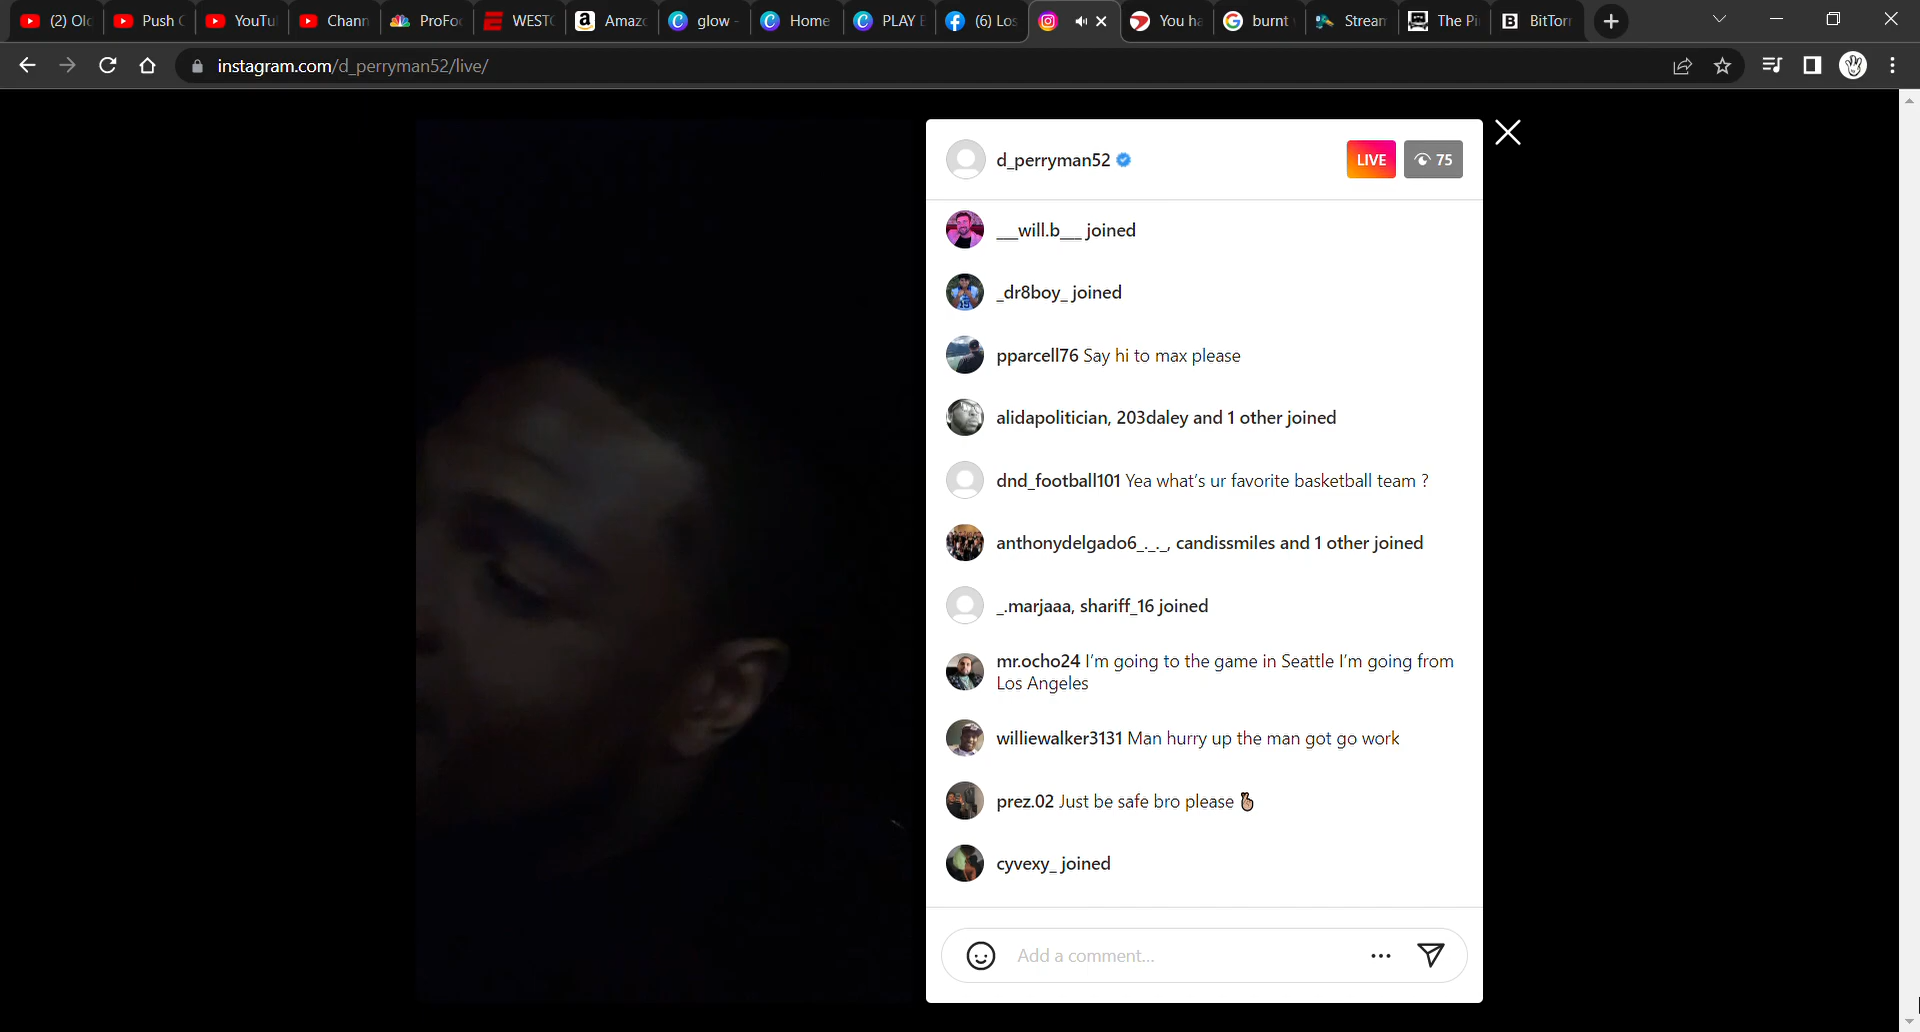 (2) Olc
Push C
YouTu
Chann
ProFo
WESTC
Amazc
glow -
Home
PLAY B
(6) Los
You ha
burnt
Stream
The Pi
BitTorr
instagram.com/d_perryman52/live/
d_perryman52
LIVE
75
__will.b__ joined
_dr8boy_ joined
pparcell76 Say hi to max please
alidapolitician, 203daley and 1 other joined
dnd_football101 Yea what's ur favorite basketball team ?
anthonydelgado6_._._, candissmiles and 1 other joined
_.marjaaa, shariff_16 joined
mr.ocho24 I'm going to the game in Seattle I'm going from
Los Angeles
williewalker3131 Man hurry up the man got go work
prez.02 Just be safe bro please 🫰🏼
cyvexy_ joined
Add a comment...